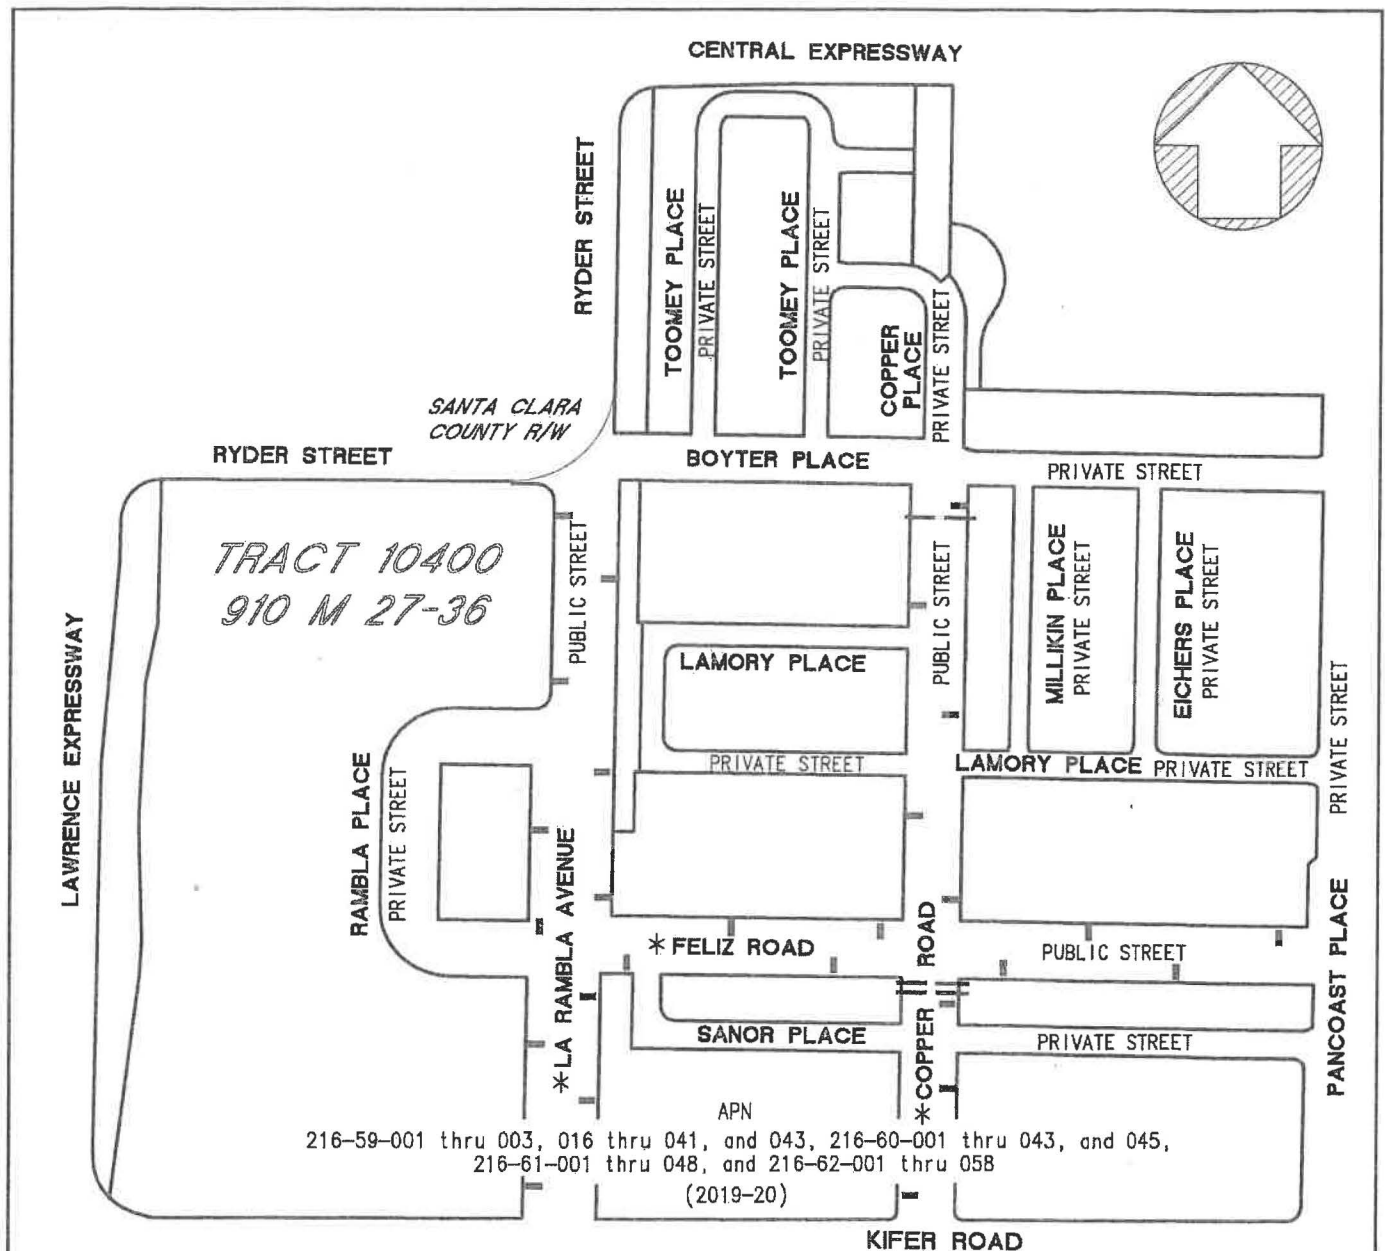 CENTRAL EXPRESSWAY
RYDER STREET
TOOMEY PLACE
PRIVATE STREET
TOOMEY PLACE
PRIVATE STREET
COPPER
PLACE
PRIVATE STREET
SANTA CLARA
COUNTY R/W
RYDER STREET
BOYTER PLACE
PRIVATE STREET
TRACT 10400
910 M 27-36
PUBLIC STREET
PUBLIC STREET
LAMORY PLACE
PRIVATE STREET
MILLIKIN PLACE
PRIVATE STREET
EICHERS PLACE
PRIVATE STREET
LAMORY PLACE PRIVATE STREET
PRIVATE STREET
LAWRENCE EXPRESSWAY
RAMBLA PLACE
PRIVATE STREET
*LA RAMBLA AVENUE
*FELIZ ROAD
*COPPER ROAD
PUBLIC STREET
PANCOAST PLACE
SANOR PLACE
PRIVATE STREET
APN
216-59-001 thru 003, 016 thru 041, and 043, 216-60-001 thru 043, and 045,
216-61-001 thru 048, and 216-62-001 thru 058
(2019-20)
KIFER ROAD